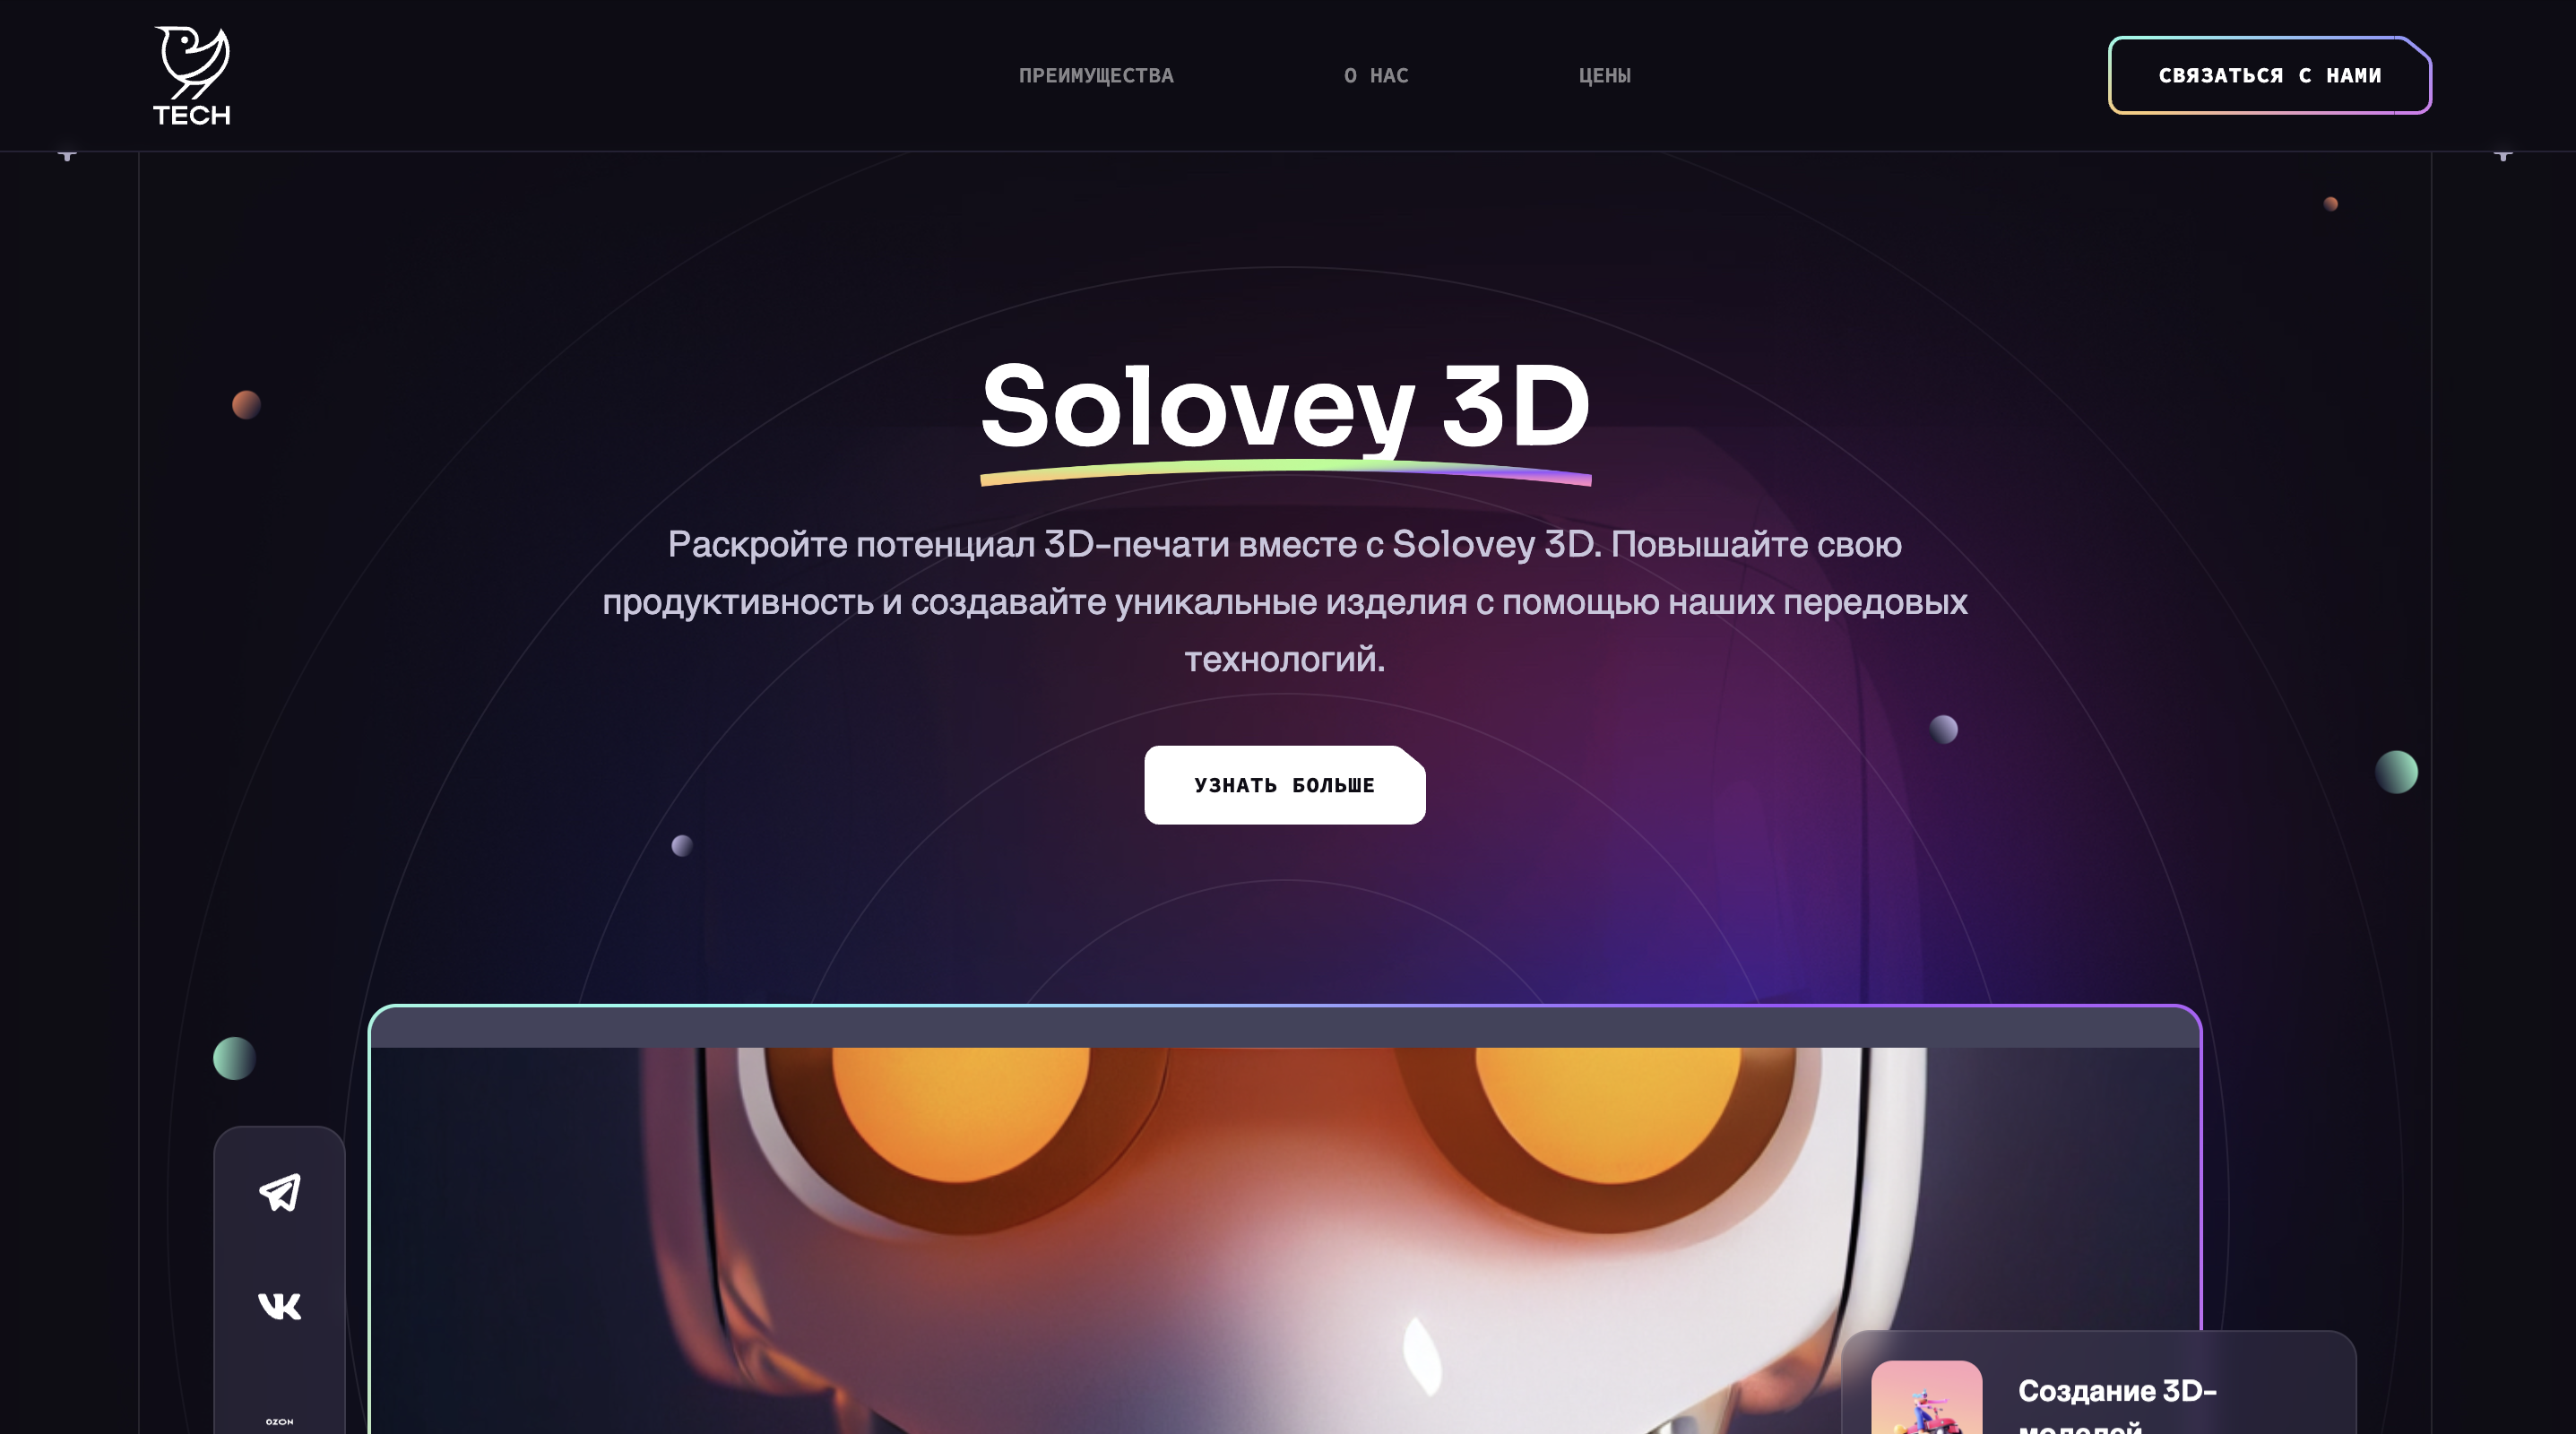 TECH
ПРЕИМУЩЕСТВА
О НАС
ЦЕНЫ
СВЯЗАТЬСЯ С НАМИ
Solovey 3D
Раскройте потенциал 3D-печати вместе с Solovey 3D. Повышайте свою
продуктивность и создавайте уникальные изделия с помощью наших передовых
технологий.
УЗНАТЬ БОЛЬШЕ
OZON
Создание 3D-
моделей